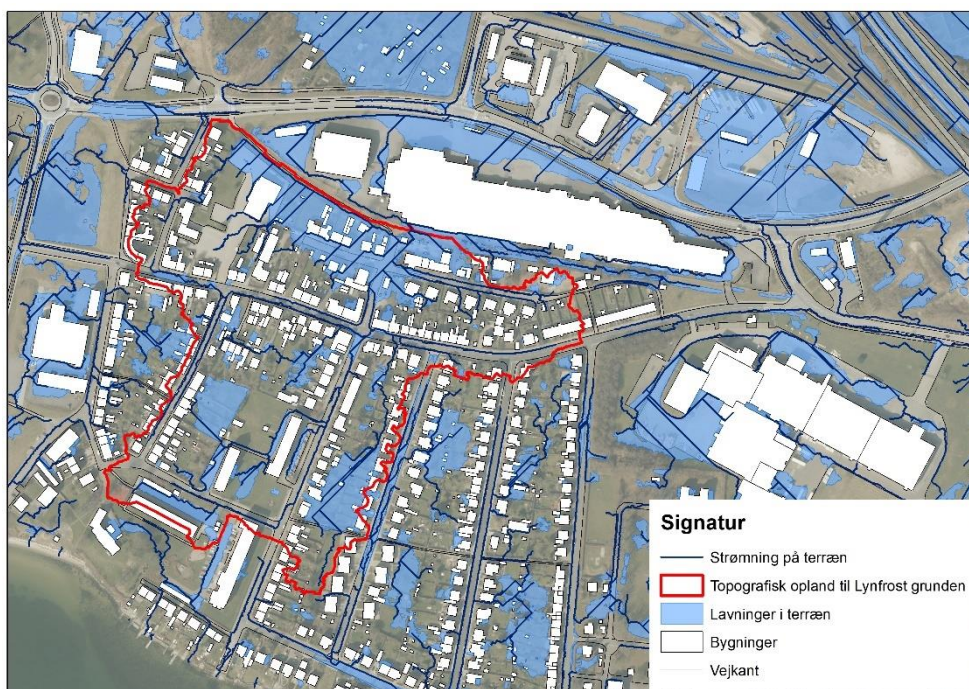 Signatur
Strømning på terræn
Topografisk opland til Lynfrost grunden
Lavninger i terræn
Bygninger
Vejkant